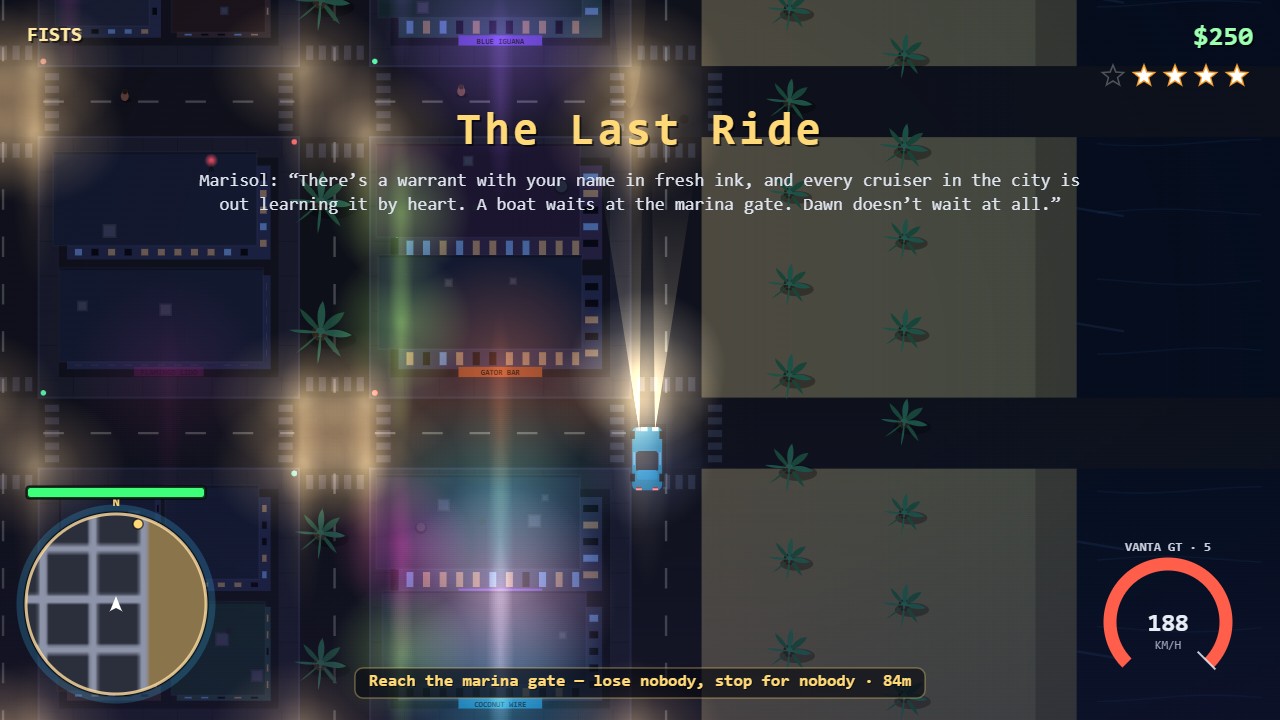 FISTS
$250
BLUE IGUANA
The Last Ride
Marisol: “There’s a warrant with your name in fresh ink, and every cruiser in the city is
out learning it by heart. A boat waits at the marina gate. Dawn doesn’t wait at all.”
GATOR BAR
N
VANTA GT · 5
188
KM/H
Reach the marina gate — lose nobody, stop for nobody · 84m
COCONUT WIRE